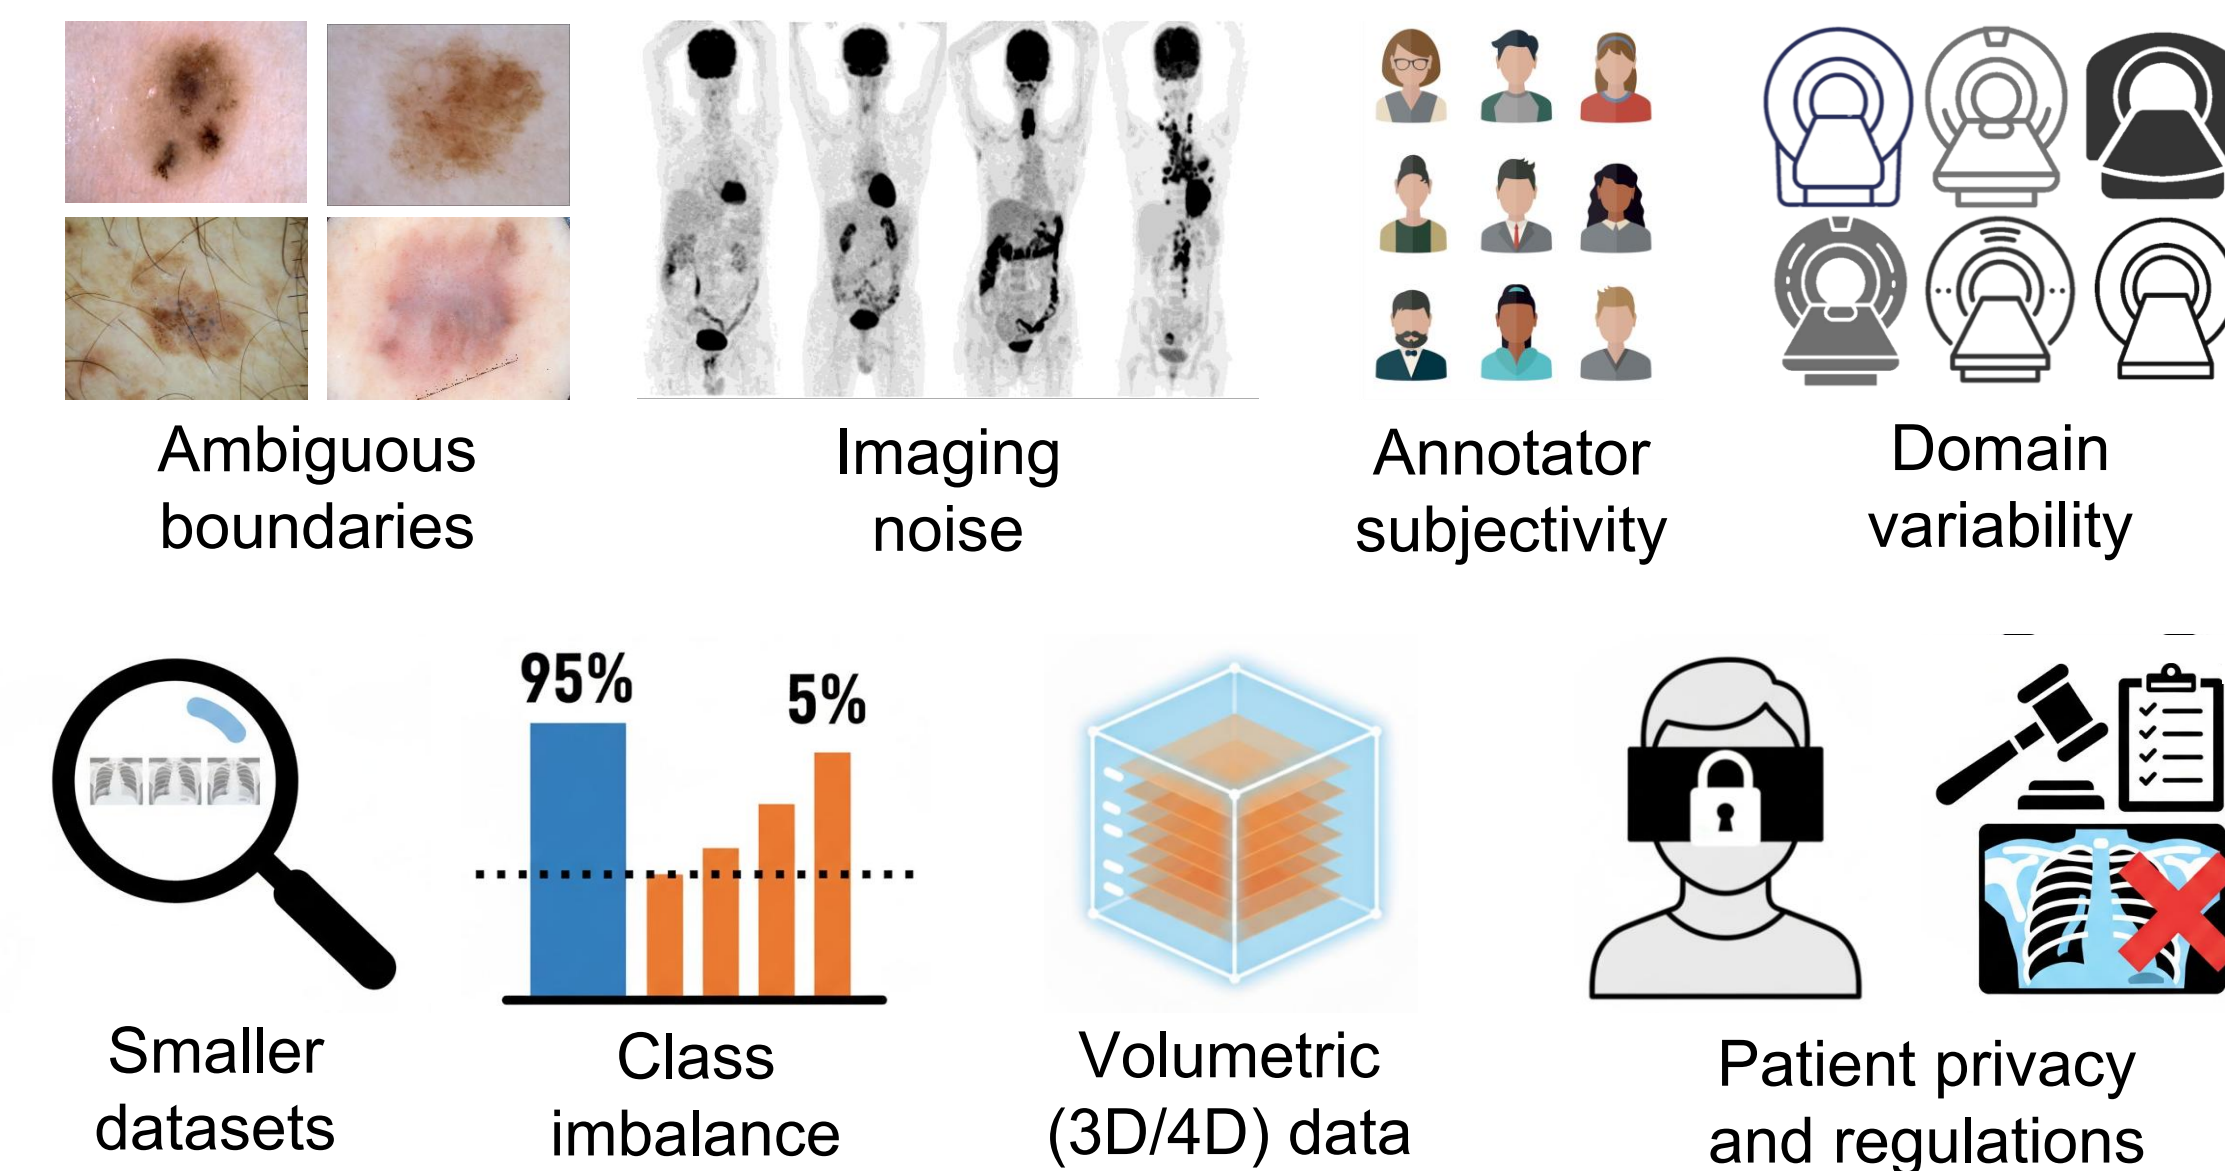 Ambiguous
boundaries
Imaging
noise
Annotator
subjectivity
Domain
variability
95%
5%
Smaller
datasets
Class
imbalance
Volumetric
(3D/4D) data
Patient privacy
and regulations